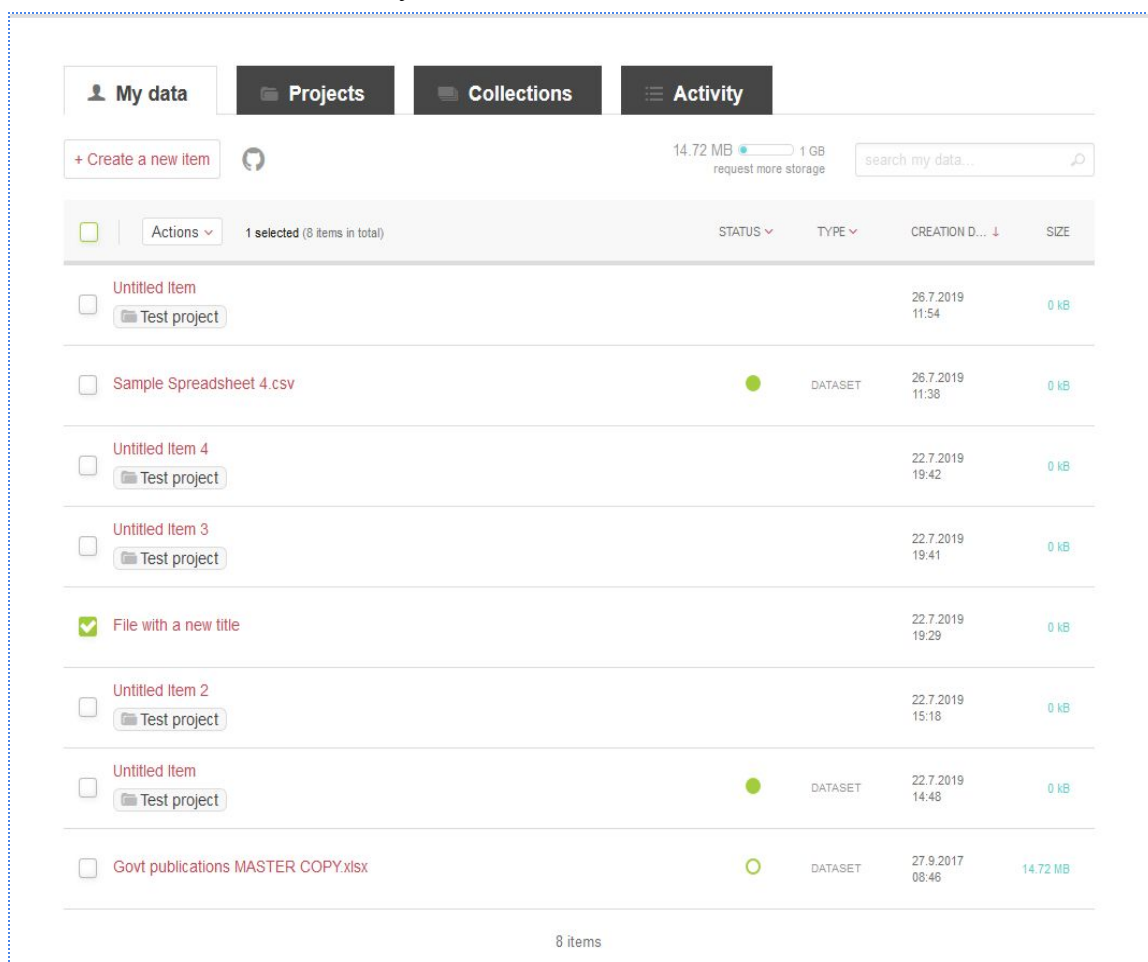 My data Projects Collections Activity
+ Create a new item 14.72 MB 1 GB search my data...
request more storage
Actions 1 selected (8 items in total) STATUS TYPE CREATION D... SIZE
Untitled Item
Test project
26.7.2019
11:54
0 kB
Sample Spreadsheet 4.csv
DATASET
26.7.2019
11:38
0 kB
Untitled Item 4
Test project
22.7.2019
19:42
0 kB
Untitled Item 3
Test project
22.7.2019
19:41
0 kB
File with a new title
22.7.2019
19:29
0 kB
Untitled Item 2
Test project
22.7.2019
15:18
0 kB
Untitled Item
Test project
DATASET
22.7.2019
14:48
0 kB
Govt publications MASTER COPY.xlsx
DATASET
27.9.2017
08:46
14.72 MB
8 items